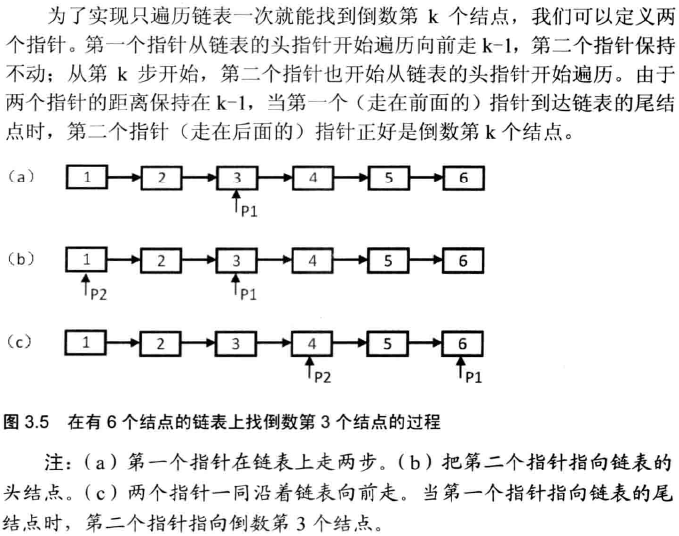 为了实现只遍历链表一次就能找到倒数第 k 个结点，我们可以定义两
个指针。第一个指针从链表的头指针开始遍历向前走 k-1，第二个指针保持
不动；从第 k 步开始，第二个指针也开始从链表的头指针开始遍历。由于
两个指针的距离保持在 k-1，当第一个（走在前面的）指针到达链表的尾结
点时，第二个指针（走在后面的）指针正好是倒数第 k 个结点。
(a) 1 2 3 4 5 6
P1
(b) 1 2 3 4 5 6
P2 P1
(c) 1 2 3 4 5 6
P2 P1
图 3.5 在有 6 个结点的链表上找倒数第 3 个结点的过程
注：(a) 第一个指针在链表上走两步。(b) 把第二个指针指向链表的
头结点。(c) 两个指针一同沿着链表向前走。当第一个指针指向链表的尾
结点时，第二个指针指向倒数第 3 个结点。